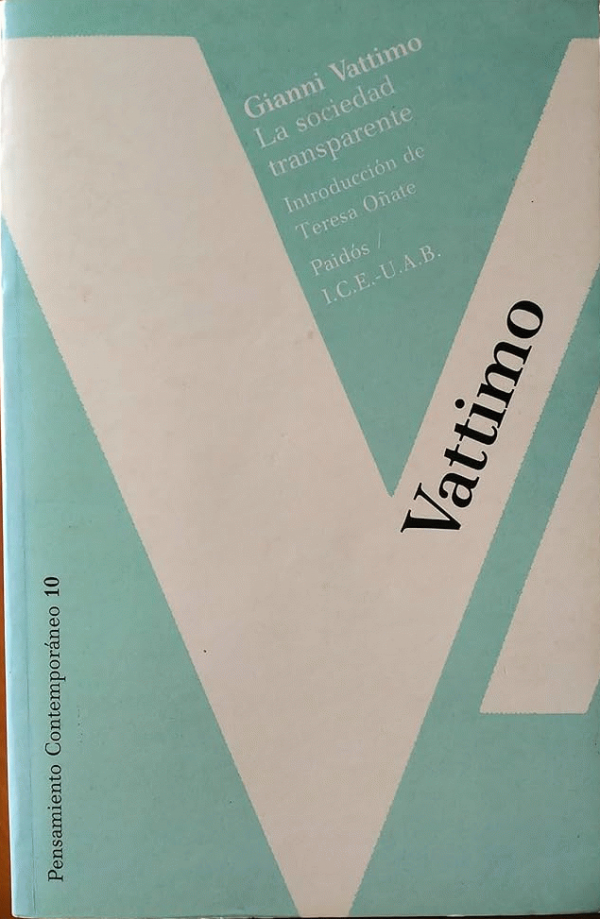 Gianni Vattimo
La sociedad
transparente
Introducción de
Teresa Oñate
Paidós /
I.C.E.-U.A.B.
Vattimo
Pensamiento Contemporáneo 10